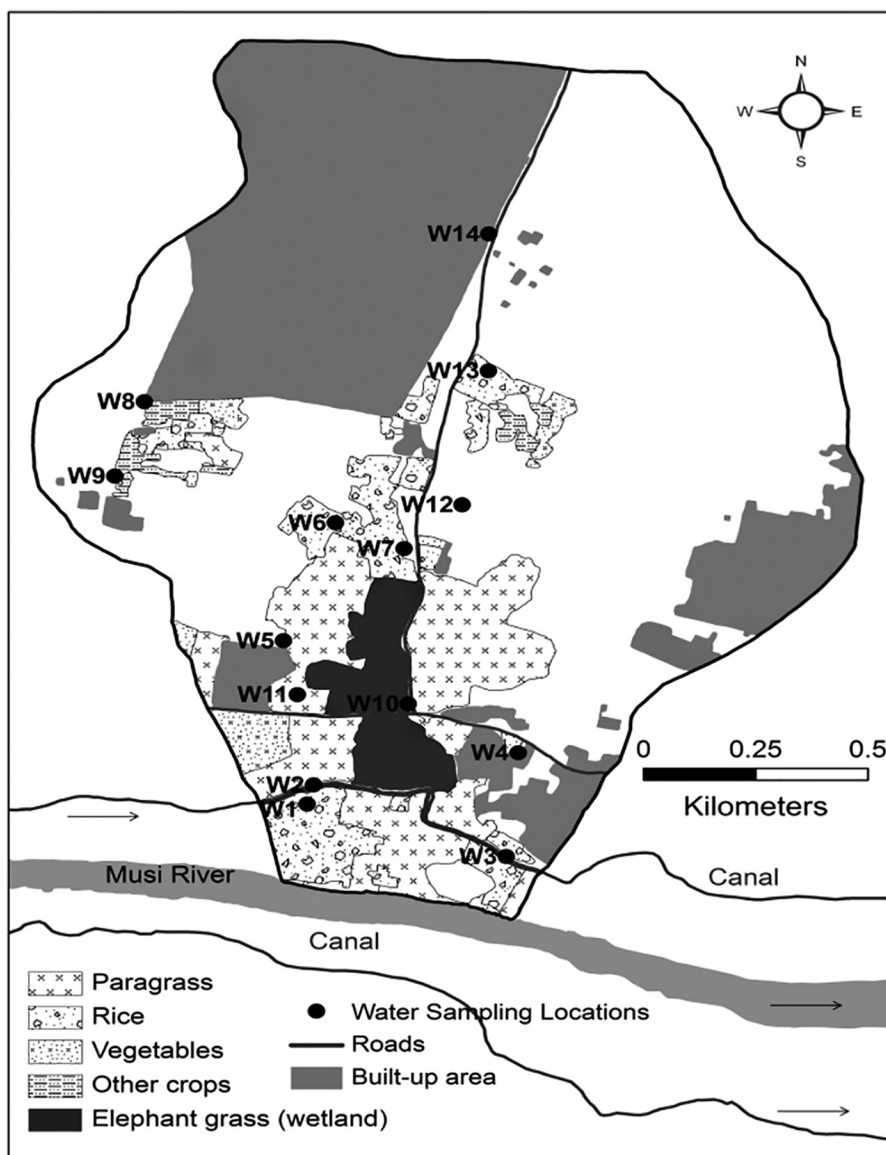 N
W E
S
W14
W13
W8
W9
W12
W6
W7
W5
W11
W10
W4
0 0.25 0.5
Kilometers
W2
W1
W3
Musi River
Canal
Canal
Paragrass
Rice
Vegetables
Other crops
Elephant grass (wetland)
Water Sampling Locations
Roads
Built-up area